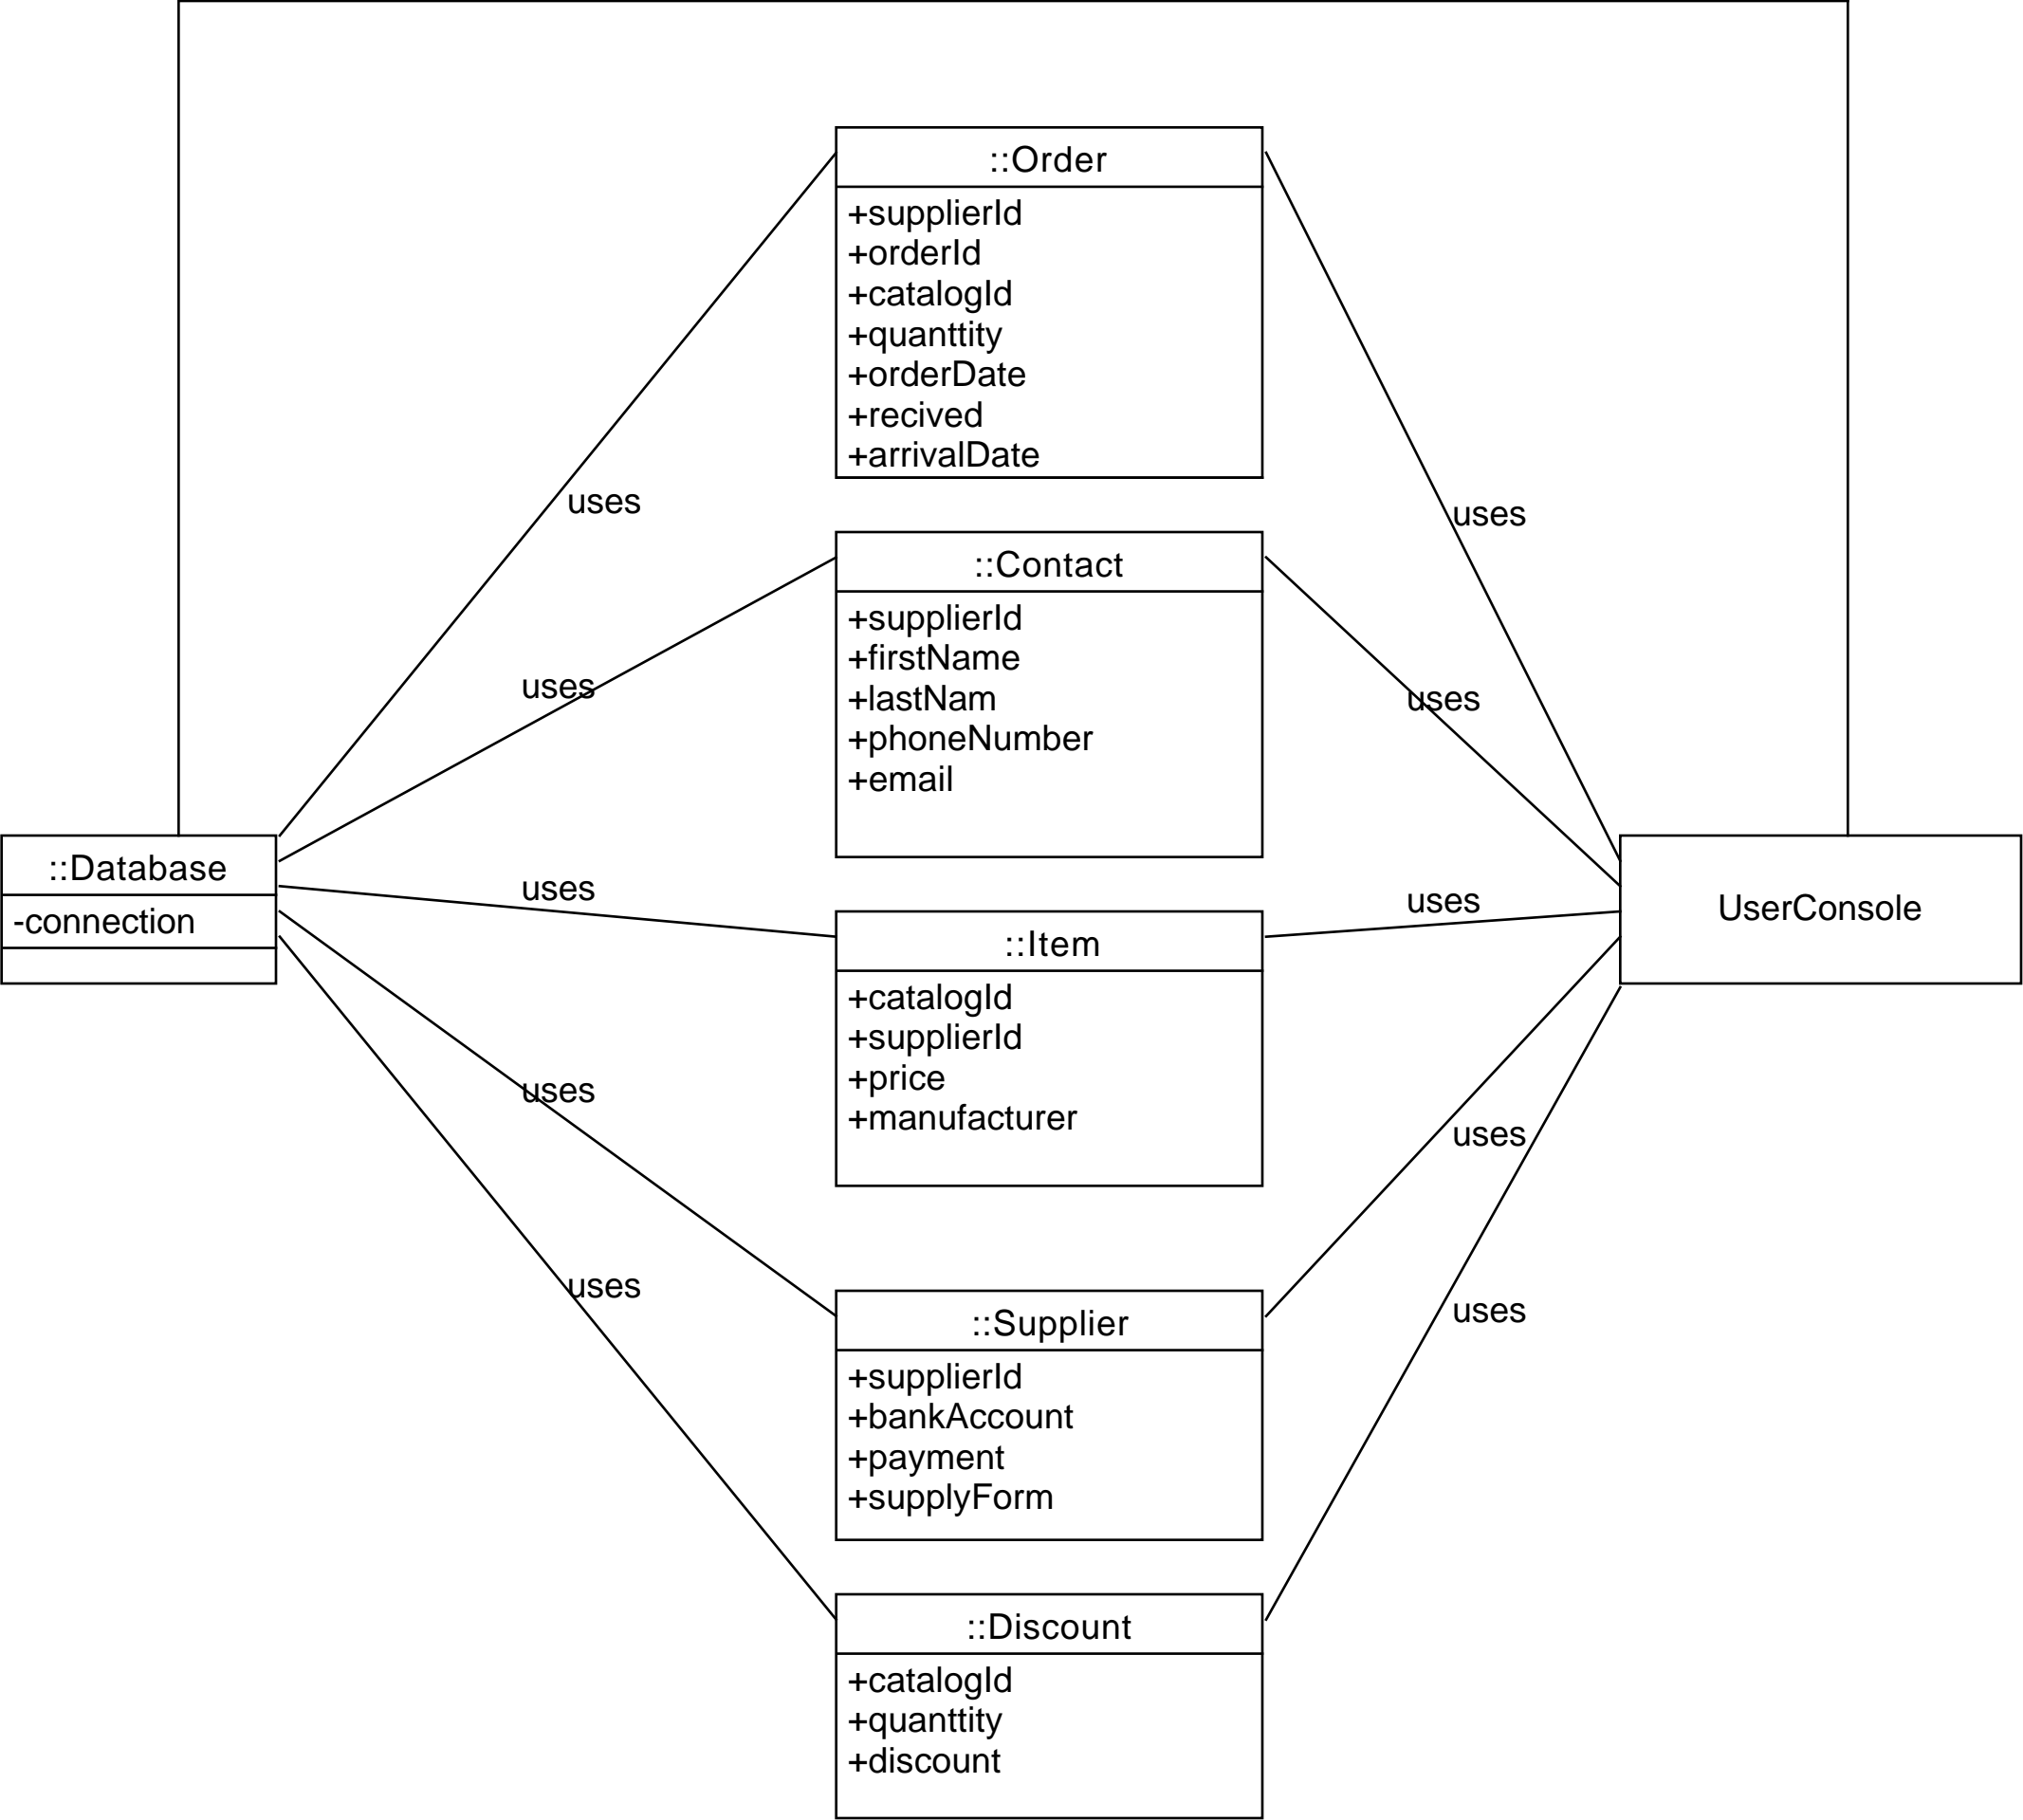 ::Order
+supplierId
+orderId
+catalogId
+quanttity
+orderDate
+recived
+arrivalDate
uses
uses
::Contact
+supplierId
+firstName
+lastNam
+phoneNumber
+email
uses
uses
::Database
-connection
uses
uses
UserConsole
::Item
+catalogId
+supplierId
+price
+manufacturer
uses
uses
::Supplier
+supplierId
+bankAccount
+payment
+supplyForm
uses
uses
::Discount
+catalogId
+quanttity
+discount